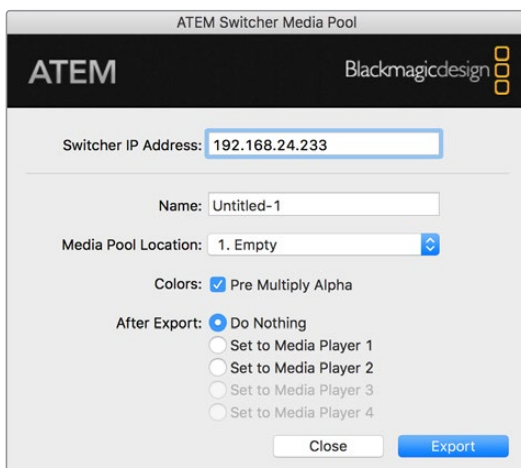 ATEM Switcher Media Pool
ATEM
Blackmagicdesign
Switcher IP Address: 192.168.24.233
Name: Untitled-1
Media Pool Location: 1. Empty
Colors: Pre Multiply Alpha
After Export: Do Nothing
Set to Media Player 1
Set to Media Player 2
Set to Media Player 3
Set to Media Player 4
Close Export